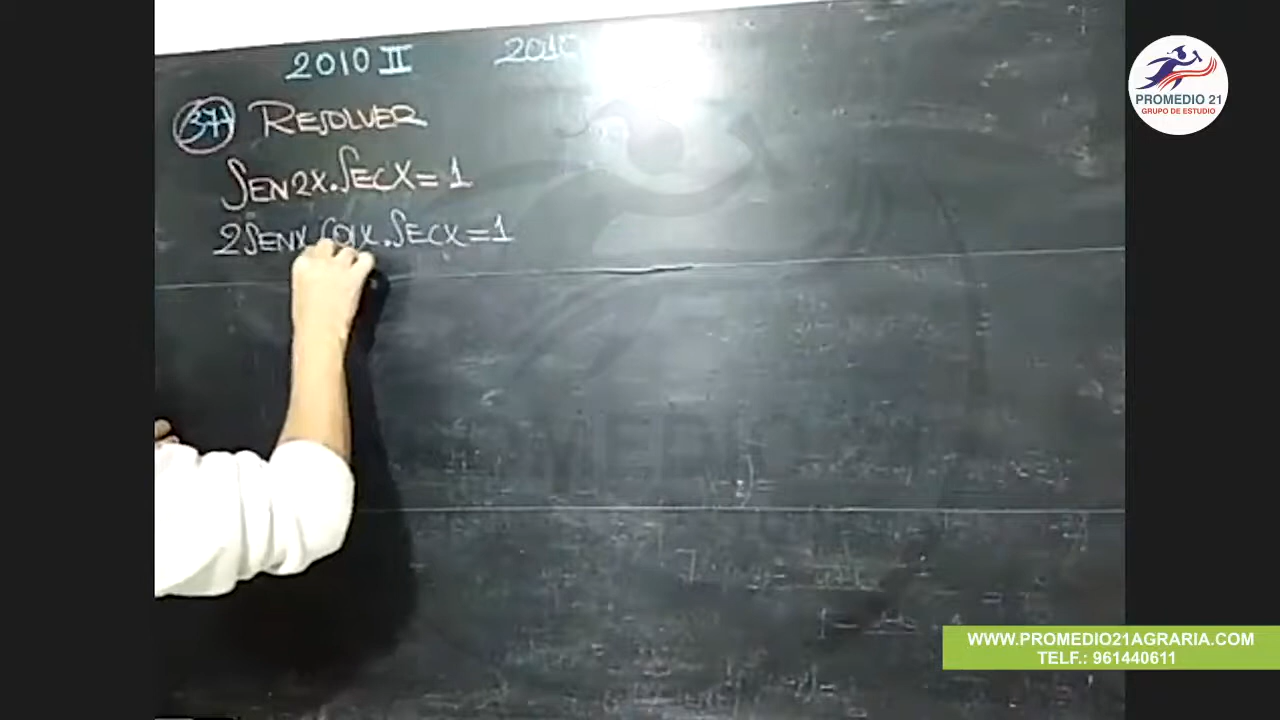 2010 II 2010
37 RESOLVER
SEN2X.SECX=1
2SENX COSX.SECX=1
PROMEDIO 21
GRUPO DE ESTUDIO
WWW.PROMEDIO21AGRARIA.COM
TELF.: 961440611